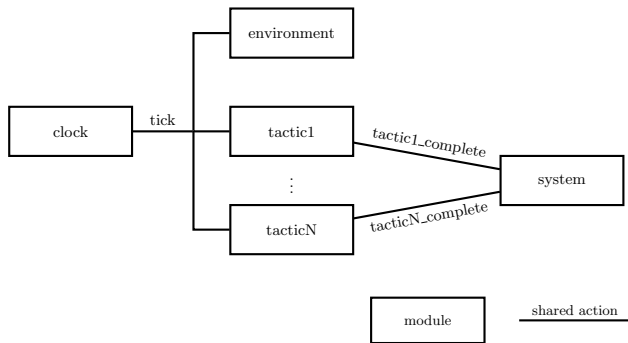 environment
tick
clock
tactic1
tactic1_complete
⋮
system
tacticN
tacticN_complete
module
shared action